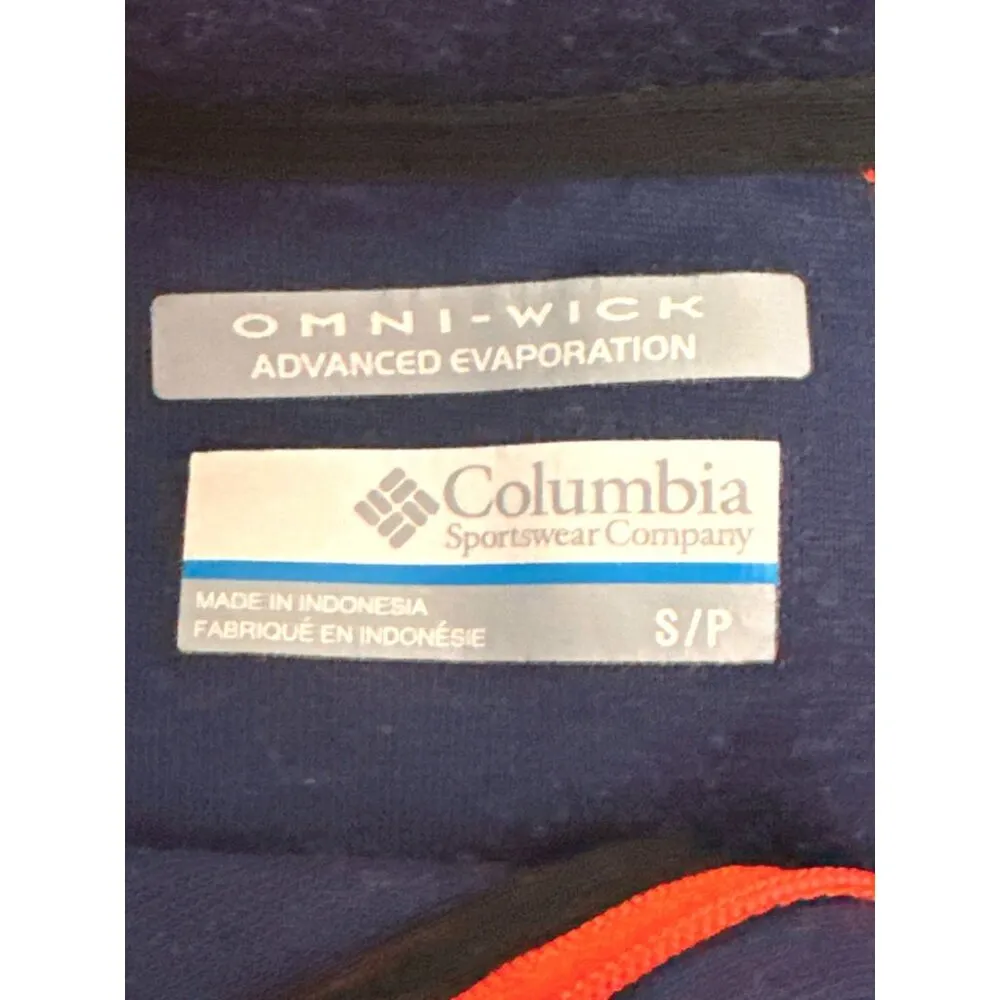 OMNI-WICK
ADVANCED EVAPORATION
Columbia
Sportswear Company
MADE IN INDONESIA
FABRIQUÉ EN INDONÉSIE
S/P